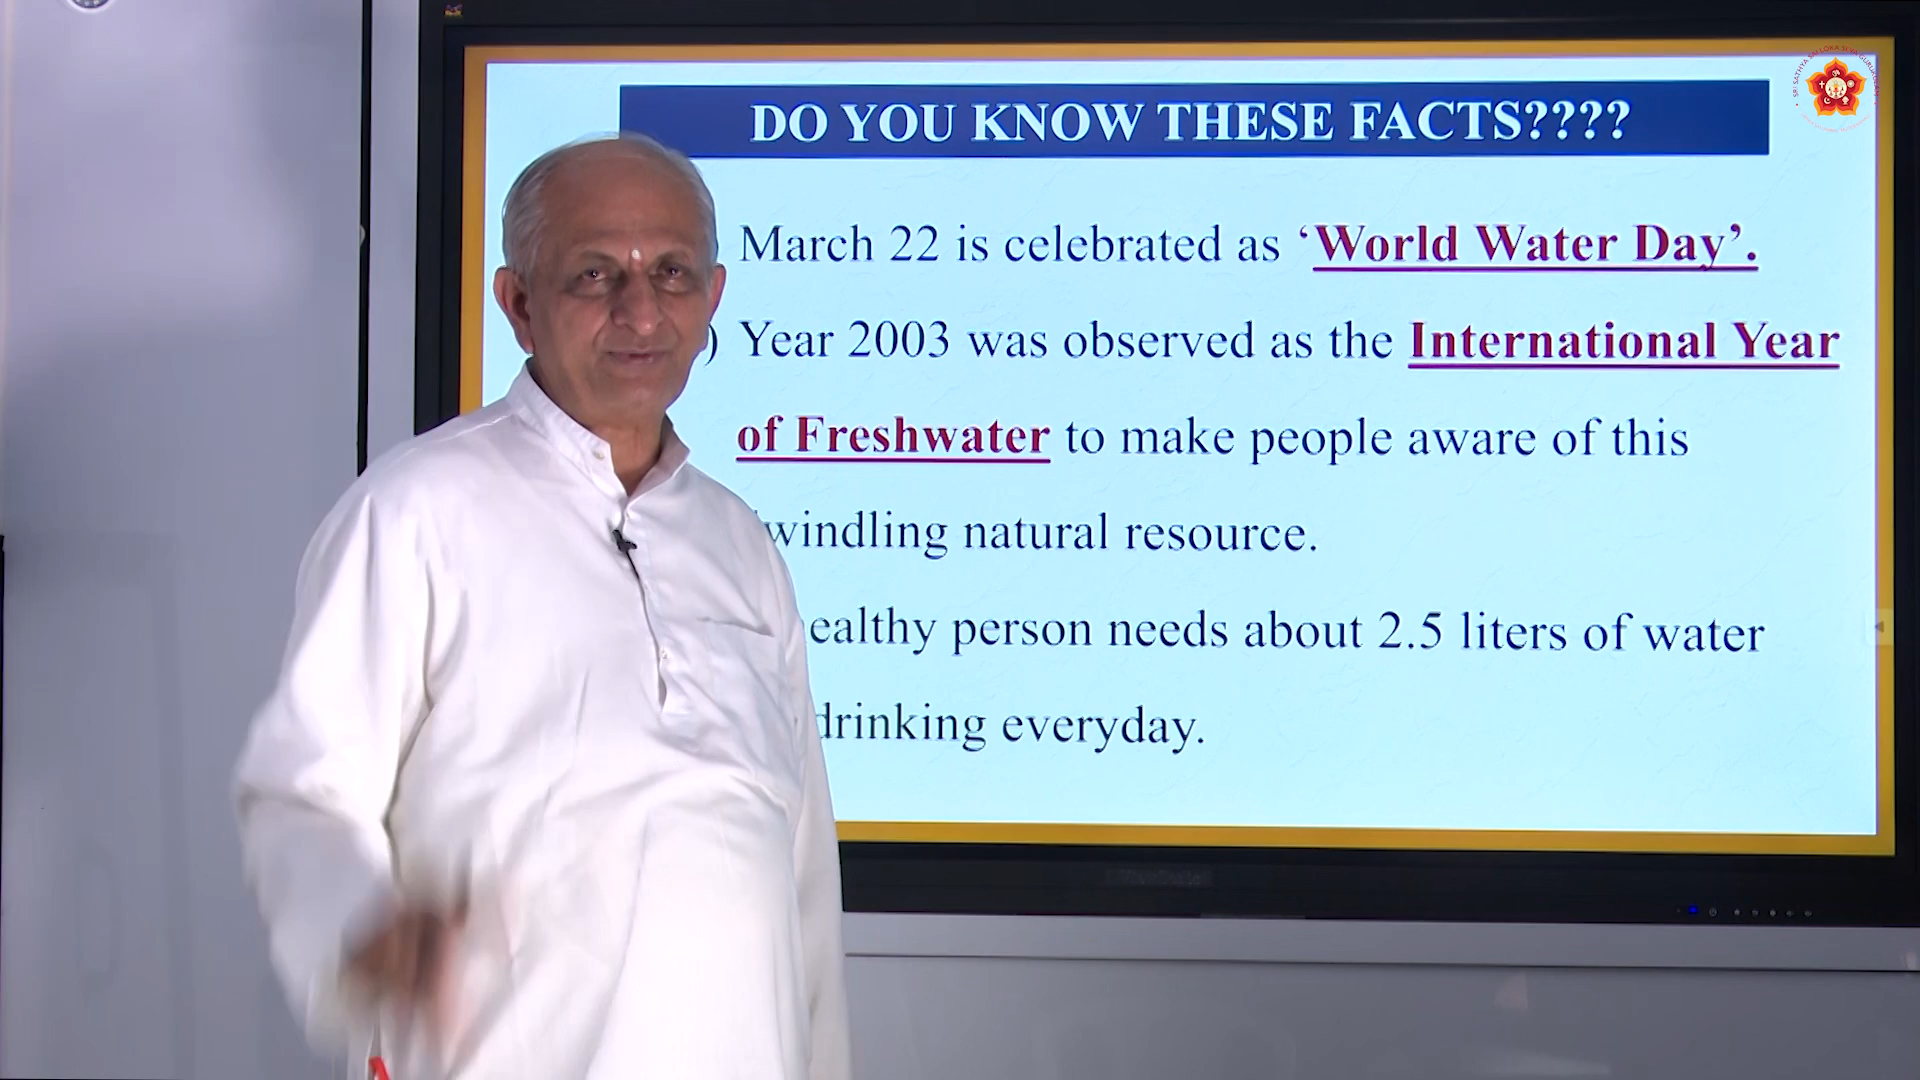 DO YOU KNOW THESE FACTS????
March 22 is celebrated as ‘World Water Day’.
) Year 2003 was observed as the International Year
of Freshwater to make people aware of this
windling natural resource.
ealthy person needs about 2.5 liters of water
drinking everyday.